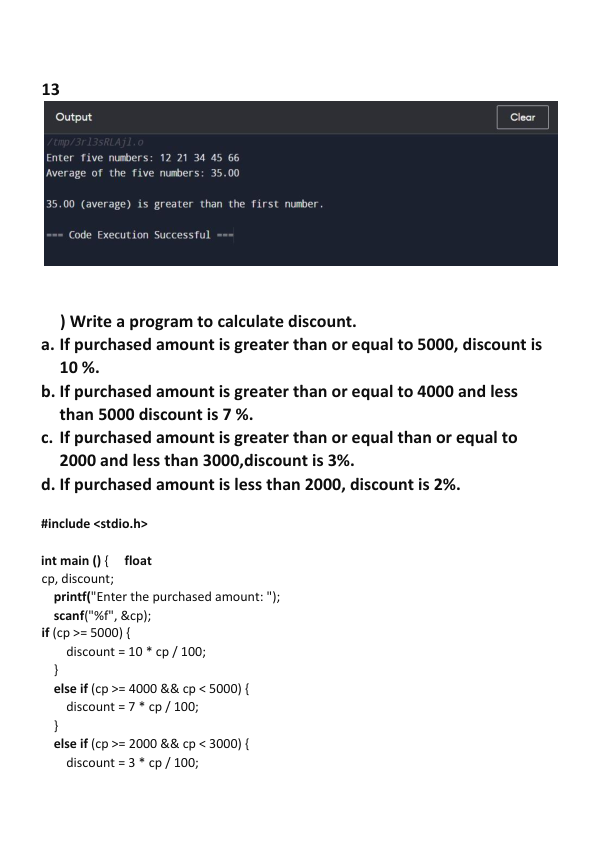 13
Output
Clear
/tmp/3rl3sRLAjl.o
Enter five numbers: 12 21 34 45 66
Average of the five numbers: 35.00
35.00 (average) is greater than the first number.
=== Code Execution Successful ===
) Write a program to calculate discount.
a. If purchased amount is greater than or equal to 5000, discount is
10 %.
b. If purchased amount is greater than or equal to 4000 and less
than 5000 discount is 7 %.
c. If purchased amount is greater than or equal than or equal to
2000 and less than 3000,discount is 3%.
d. If purchased amount is less than 2000, discount is 2%.
#include <stdio.h>
int main () { float
cp, discount;
printf("Enter the purchased amount: ");
scanf("%f", &cp);
if (cp >= 5000) {
discount = 10 * cp / 100;
}
else if (cp >= 4000 && cp < 5000) {
discount = 7 * cp / 100;
}
else if (cp >= 2000 && cp < 3000) {
discount = 3 * cp / 100;